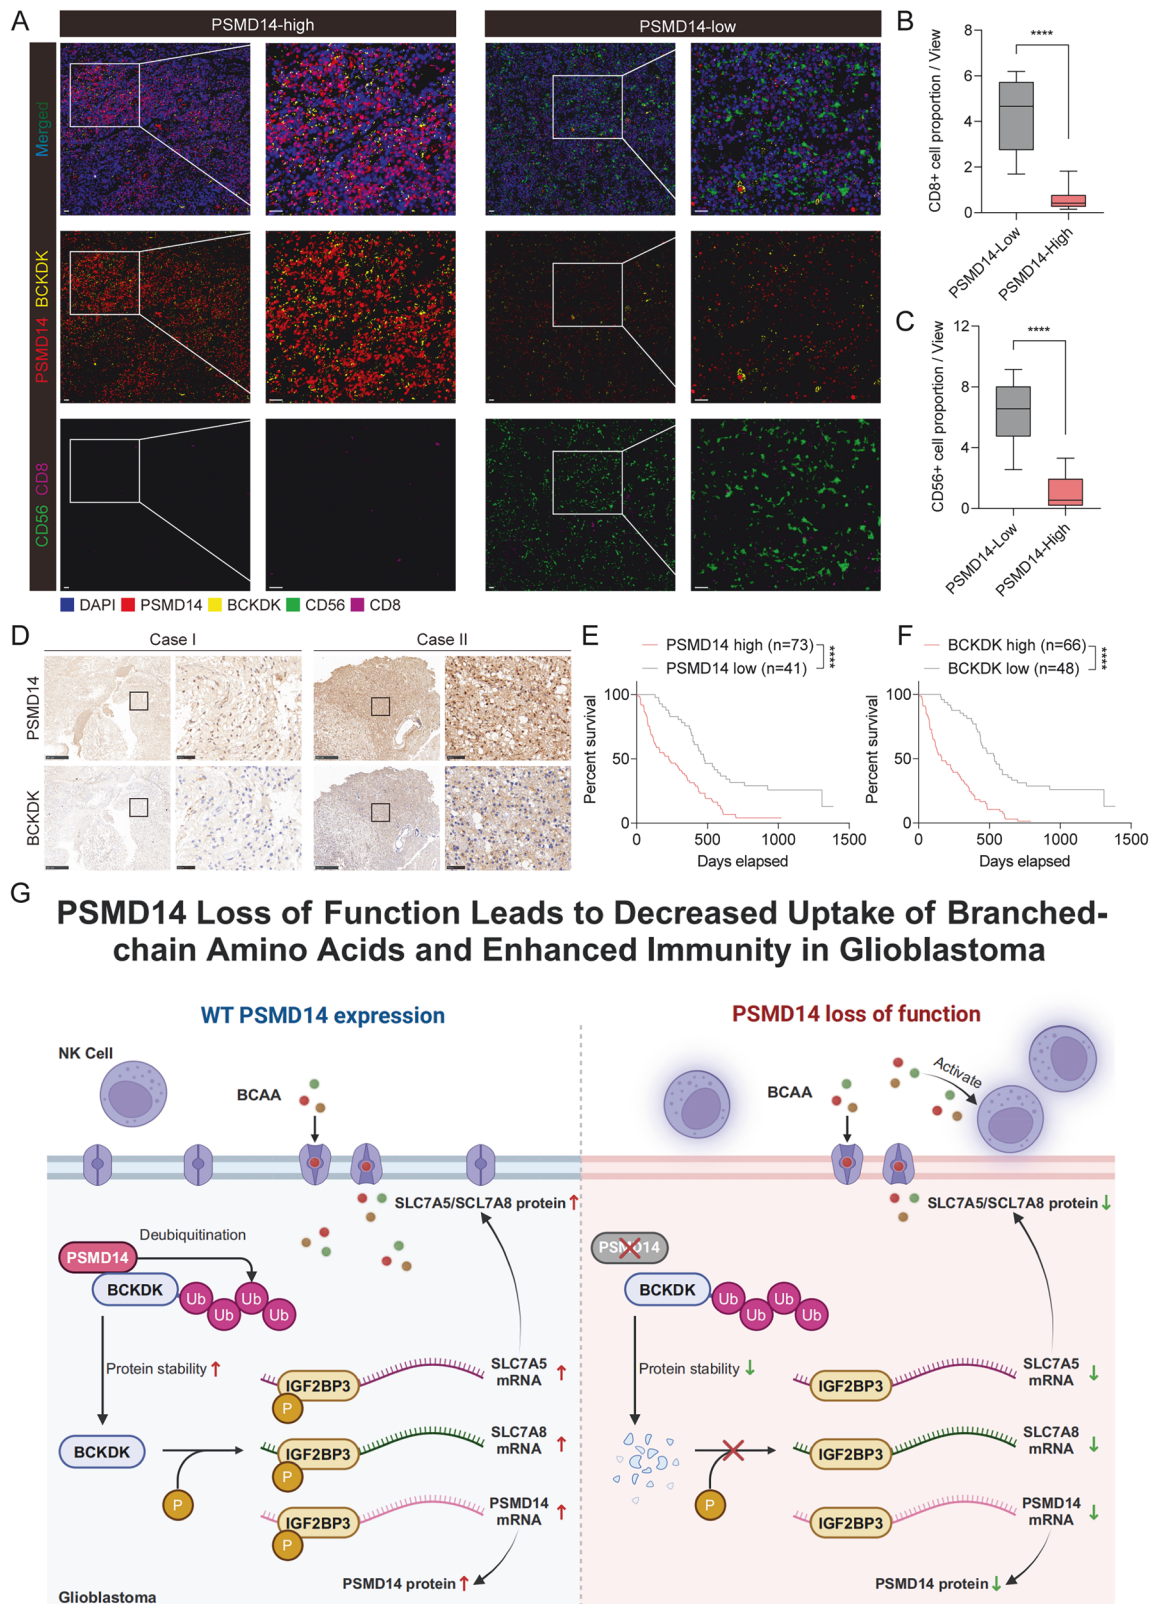 A
PSMD14-high
PSMD14-low
Merged
PSMD14 BCKDK
CD56 CD8
DAPI PSMD14 BCKDK CD56 CD8
B
CD8+ cell proportion / View
8
6
4
2
0
****
PSMD14-Low
PSMD14-High
C
CD56+ cell proportion / View
12
8
4
0
****
PSMD14-Low
PSMD14-High
D
Case I
Case II
PSMD14
BCKDK
E
PSMD14 high (n=73)
PSMD14 low (n=41)
****
Percent survival
100
50
0
0 500 1000 1500
Days elapsed
F
BCKDK high (n=66)
BCKDK low (n=48)
****
Percent survival
100
50
0
0 500 1000 1500
Days elapsed
G
PSMD14 Loss of Function Leads to Decreased Uptake of Branched-
chain Amino Acids and Enhanced Immunity in Glioblastoma
WT PSMD14 expression
NK Cell
BCAA
SLC7A5/SCL7A8 protein
Deubiquitination
PSMD14
BCKDK
Ub
Ub
Ub
Ub
Protein stability
SLC7A5
mRNA
IGF2BP3
P
BCKDK
P
SLC7A8
mRNA
IGF2BP3
P
PSMD14
mRNA
IGF2BP3
P
PSMD14 protein
Glioblastoma
PSMD14 loss of function
BCAA
Activate
SLC7A5/SCL7A8 protein
PSMD14
BCKDK
Ub
Ub
Ub
Ub
Protein stability
SLC7A5
mRNA
IGF2BP3
P
SLC7A8
mRNA
IGF2BP3
PSMD14
mRNA
IGF2BP3
PSMD14 protein